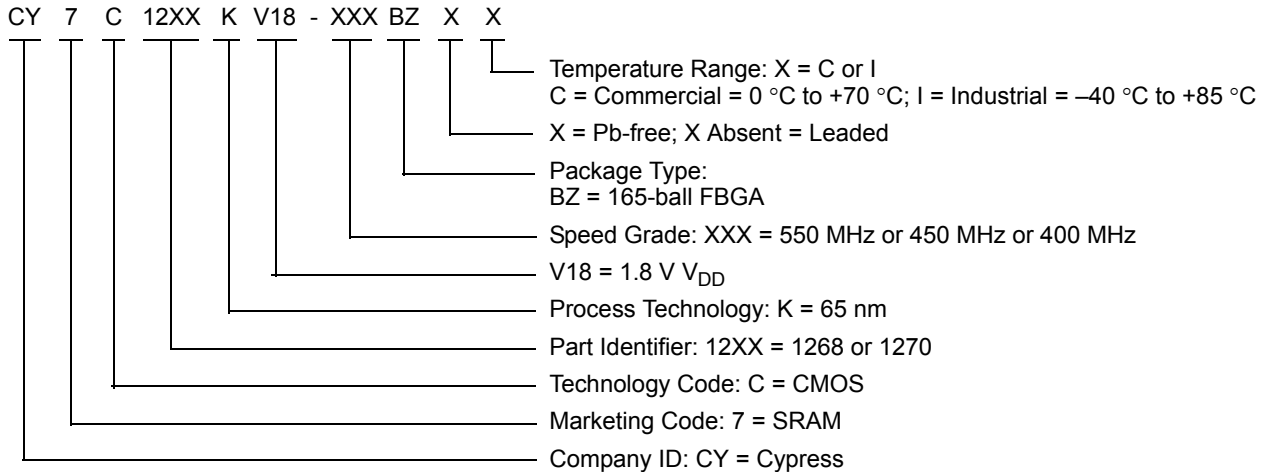 CY 7 C 12XX K V18 - XXX BZ X X
Temperature Range: X = C or I
C = Commercial = 0 °C to +70 °C; I = Industrial = –40 °C to +85 °C
X = Pb-free; X Absent = Leaded
Package Type:
BZ = 165-ball FBGA
Speed Grade: XXX = 550 MHz or 450 MHz or 400 MHz
V18 = 1.8 V VDD
Process Technology: K = 65 nm
Part Identifier: 12XX = 1268 or 1270
Technology Code: C = CMOS
Marketing Code: 7 = SRAM
Company ID: CY = Cypress